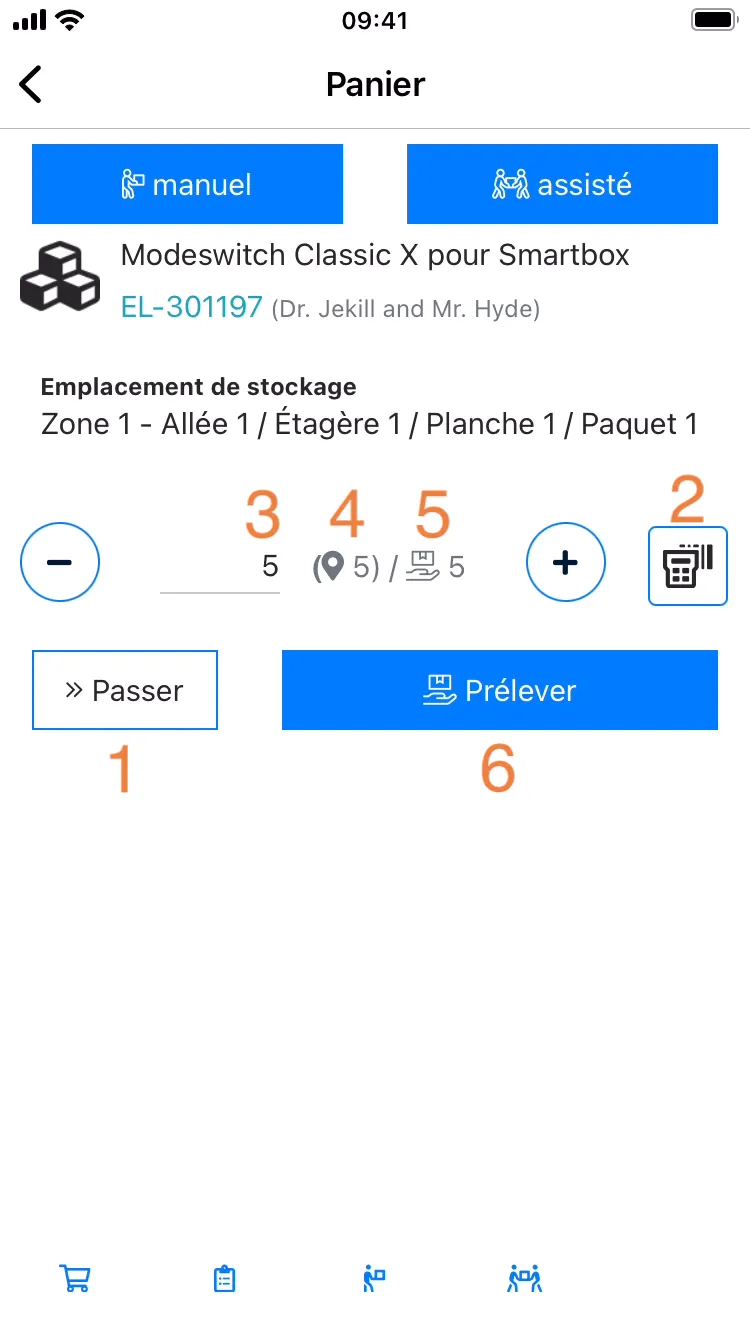 09:41
Panier
manuel
assisté
Modeswitch Classic X pour Smartbox
EL-301197 (Dr. Jekill and Mr. Hyde)
Emplacement de stockage
Zone 1 - Allée 1 / Étagère 1 / Planche 1 / Paquet 1
3 4 5 2
5 ( 5) / 5
» Passer
Prélever
1 6